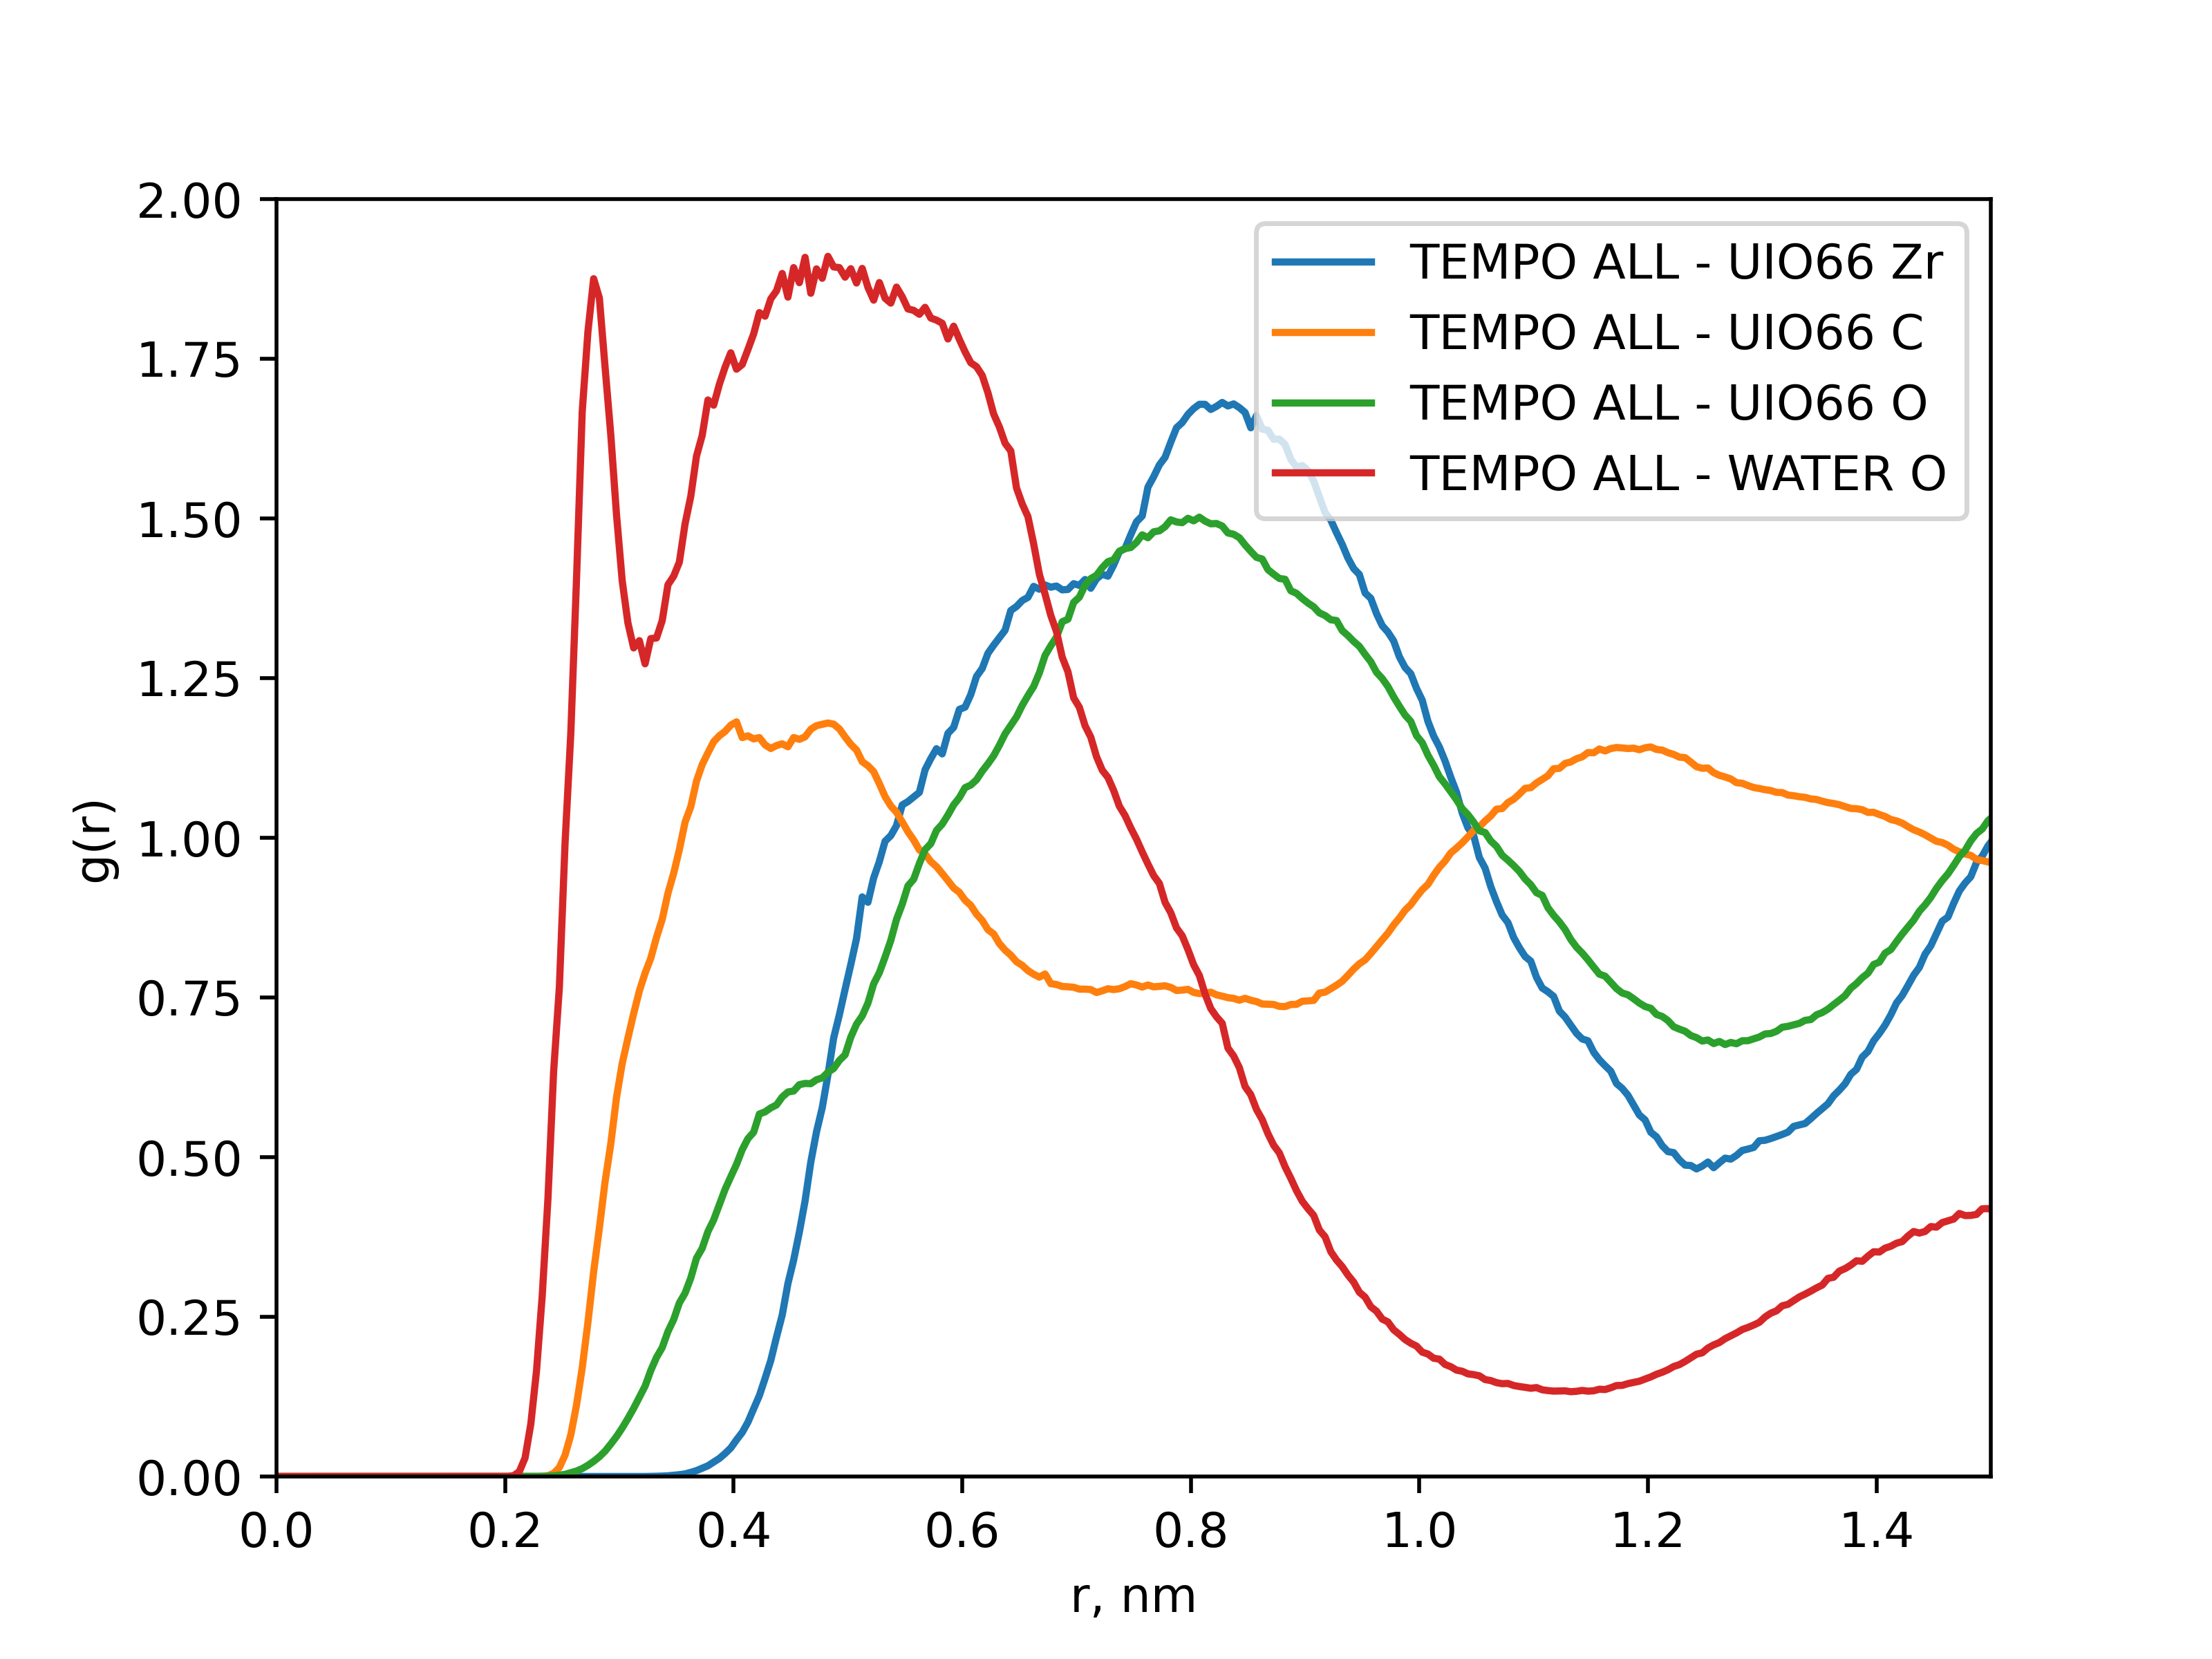 2.00
1.75
1.50
1.25
1.00
0.75
0.50
0.25
0.00
g(r)
TEMPO ALL - UIO66 Zr
TEMPO ALL - UIO66 C
TEMPO ALL - UIO66 O
TEMPO ALL - WATER O
0.0 0.2 0.4 0.6 0.8 1.0 1.2 1.4
r, nm